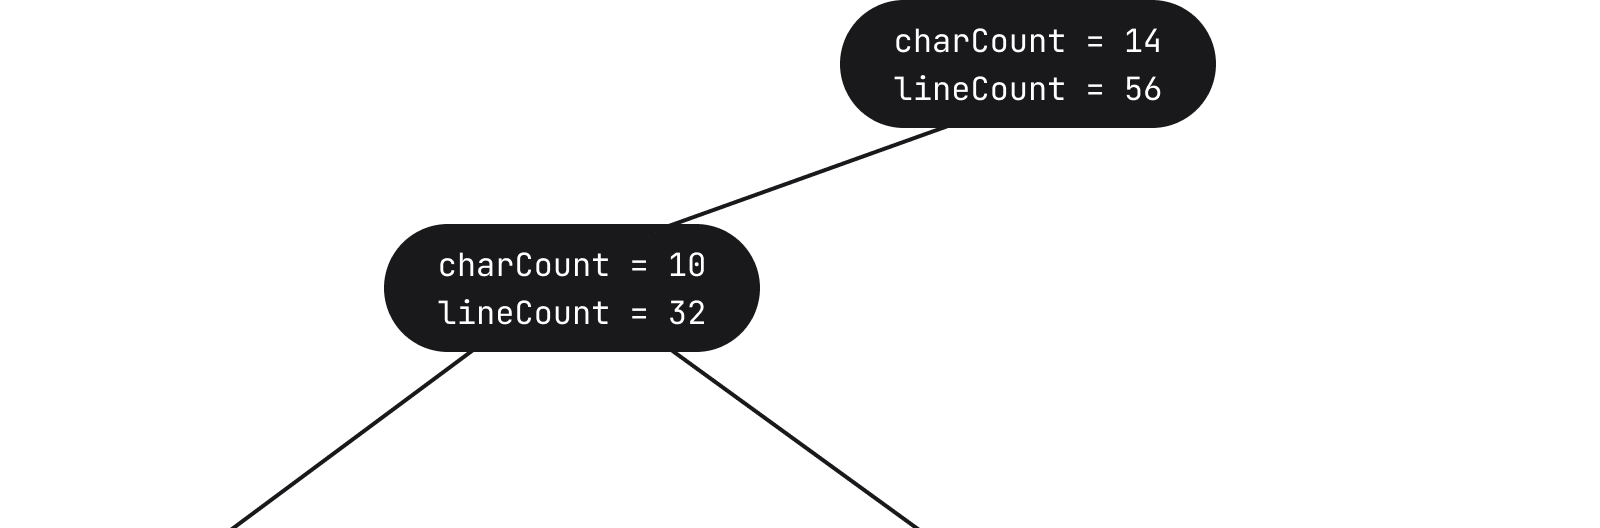 charCount = 14
lineCount = 56
charCount = 10
lineCount = 32